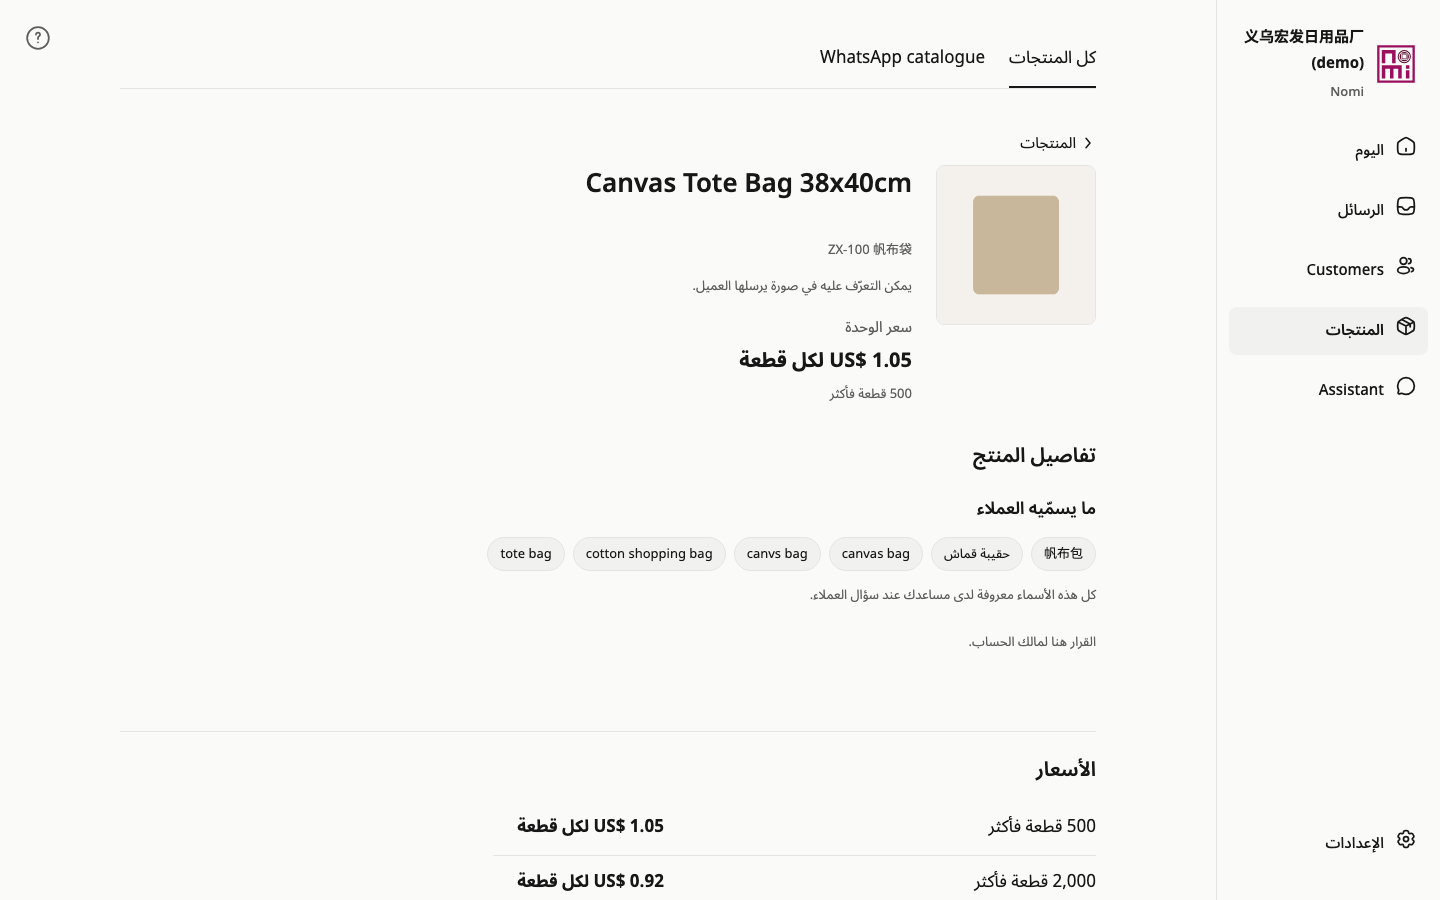 义乌宏发日用品厂
(demo)
Nomi
اليوم
الرسائل
Customers
المنتجات
Assistant
الإعدادات
كل المنتجات
WhatsApp catalogue
المنتجات
Canvas Tote Bag 38x40cm
ZX-100 帆布袋
يمكن التعرّف عليه في صورة يرسلها العميل.
سعر الوحدة
US$ 1.05 لكل قطعة
500 قطعة فأكثر
تفاصيل المنتج
ما يسمّيه العملاء
帆布包
حقيبة قماش
canvas bag
canvs bag
cotton shopping bag
tote bag
كل هذه الأسماء معروفة لدى مساعدك عند سؤال العملاء.
القرار هنا لمالك الحساب.
الأسعار
500 قطعة فأكثر
US$ 1.05 لكل قطعة
2,000 قطعة فأكثر
US$ 0.92 لكل قطعة